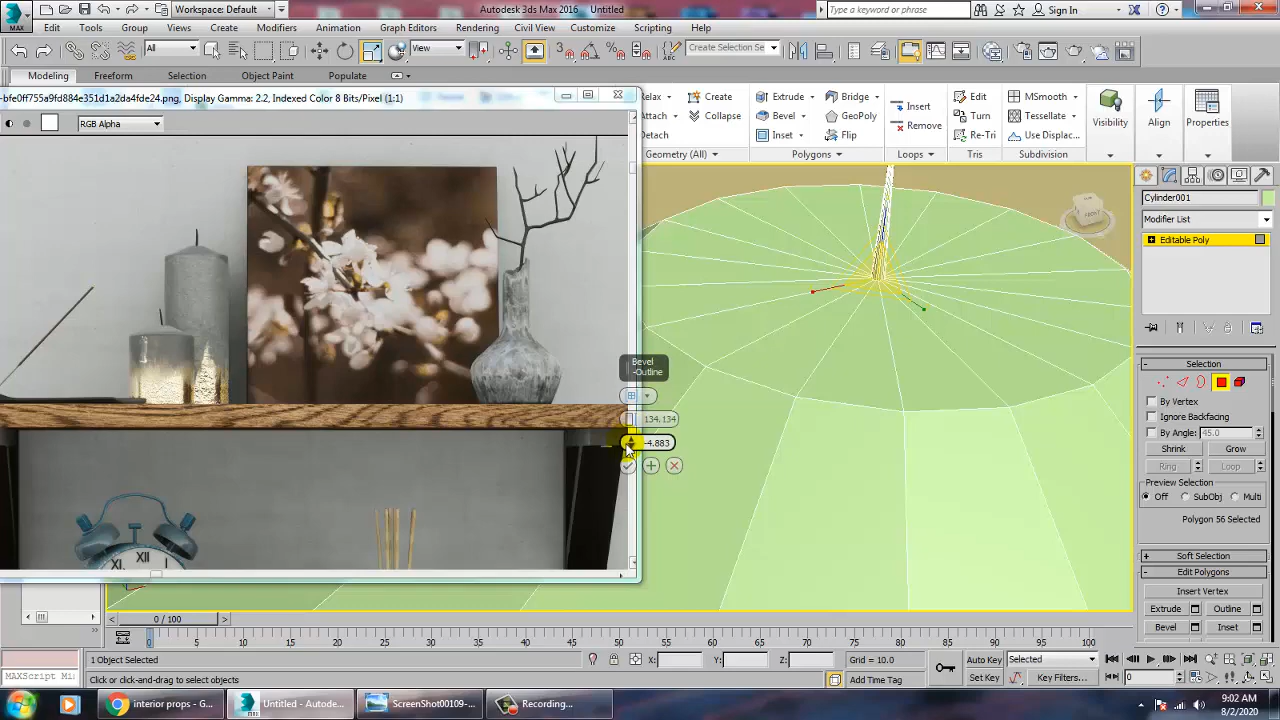 Workspace: Default
Autodesk 3ds Max 2016 Untitled
Type a keyword or phrase
Sign In
MAX
Edit Tools Group Views Create Modifiers Animation Graph Editors Rendering Civil View Customize Scripting Help
All
View
Create Selection Se
Modeling Freeform Selection Object Paint Populate
-bfe0ff755a9fd884e351d1a2da4fde24.png, Display Gamma: 2.2, Indexed Color 8 Bits/Pixel (1:1)
RGB Alpha
elax Create Extrude Bridge Insert Edit MSmooth
ttach Collapse Bevel GeoPoly Remove Turn Tessellate
etach Inset Flip Re-Tri Use Displac...
Visibility Align Properties
Geometry (All) Polygons Loops Tris Subdivision
Cylinder001
Modifier List
Editable Poly
FRONT
Bevel
-Outline
134.134
-4.883
XII
XI
Selection
By Vertex
Ignore Backfacing
By Angle: 45.0
Shrink Grow
Ring Loop
Preview Selection
Off SubObj Multi
Polygon 56 Selected
Soft Selection
Edit Polygons
Insert Vertex
Extrude Outline
Bevel Inset
0 / 100
0 5 10 15 20 25 30 35 40 45 50 55 60 65 70 75 80 85 90 95 100
1 Object Selected
X: Y: Z: Grid = 10.0
Auto Key Selected
MAXScript Mi
Click or click-and-drag to select objects
Add Time Tag
Set Key Key Filters...
0
interior props - G...
Untitled - Autode...
ScreenShot00109-...
Recording...
9:02 AM
8/2/2020